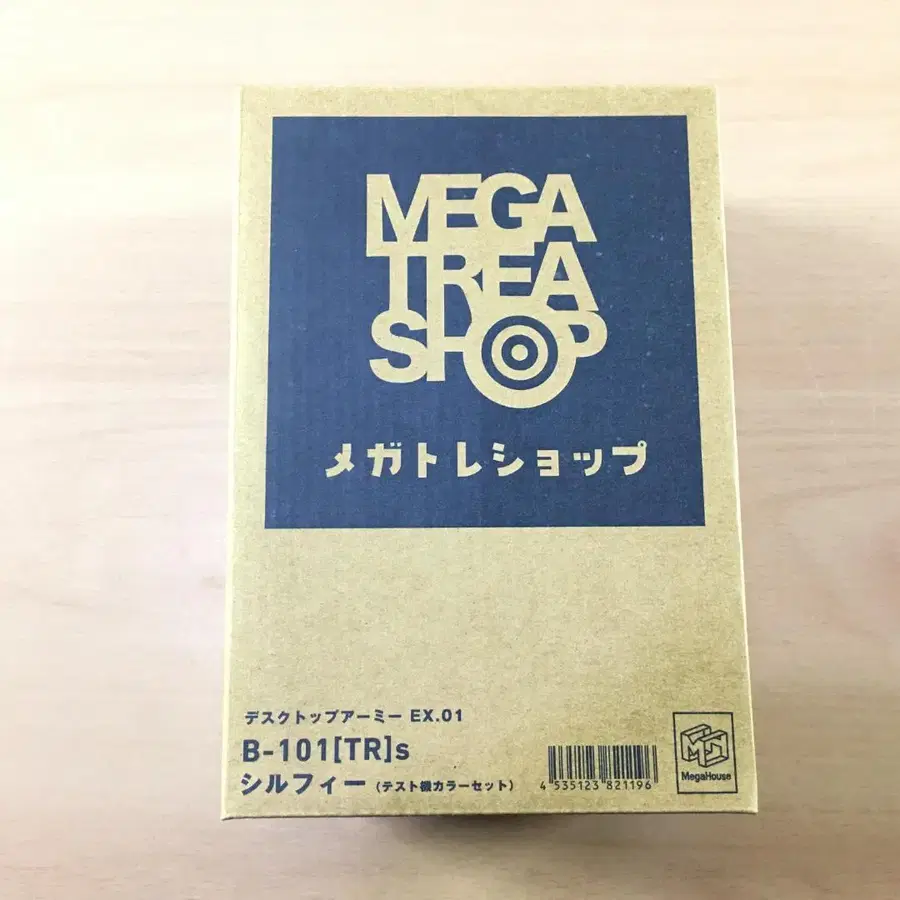 MEGA
TREA
SHOP
メガトレショップ
デスクトップアーミー EX.01
B-101[TR]s
シルフィー(テスト機カラーセット)
4 535123 821196
MegaHouse